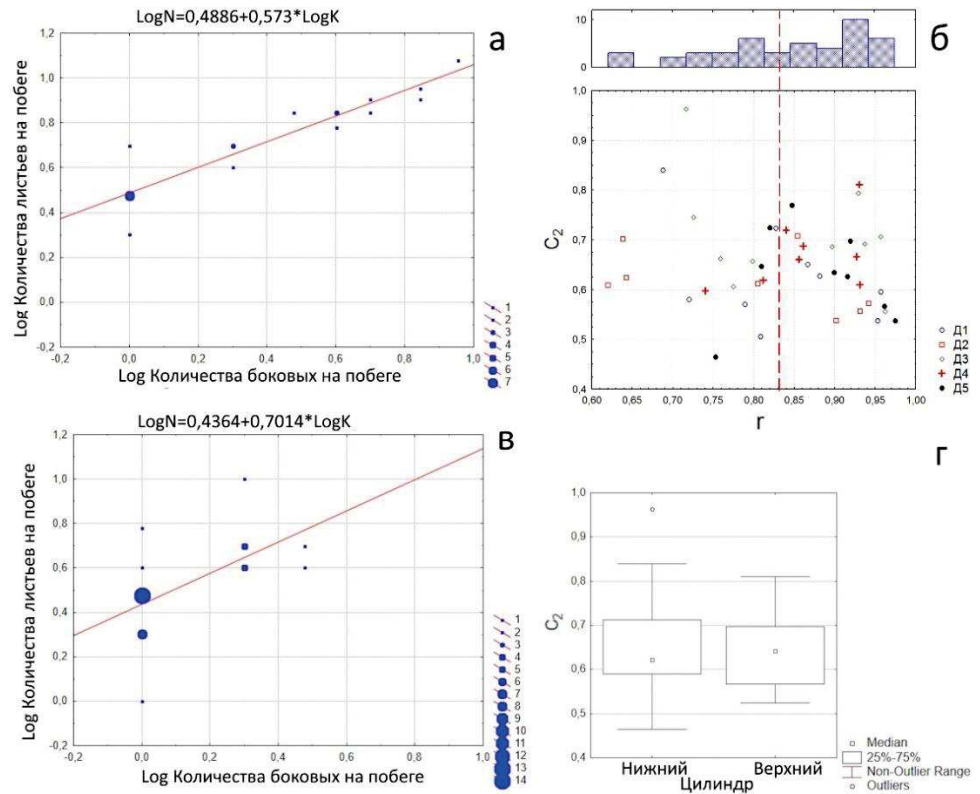 LogN=0,4886+0,573*LogK
а
Log Количества листьев на побеге
1,2
1,0
0,8
0,6
0,4
0,2
0,0
-0,2
-0,2 0,0 0,2 0,4 0,6 0,8 1,0
Log Количества боковых на побеге
1
2
3
4
5
6
7
б
10
5
0
C2
1,0
0,9
0,8
0,7
0,6
0,5
0,4
0,60 0,65 0,70 0,75 0,80 0,85 0,90 0,95 1,00
r
Д1
Д2
Д3
Д4
Д5
LogN=0,4364+0,7014*LogK
в
Log Количества листьев на побеге
1,2
1,0
0,8
0,6
0,4
0,2
0,0
-0,2
-0,2 0,0 0,2 0,4 0,6 0,8 1,0
Log Количества боковых на побеге
1
2
3
4
5
6
7
8
9
10
11
12
13
14
г
C2
1,0
0,9
0,8
0,7
0,6
0,5
0,4
Нижний Верхний
Цилиндр
Median
25%-75%
Non-Outlier Range
Outliers